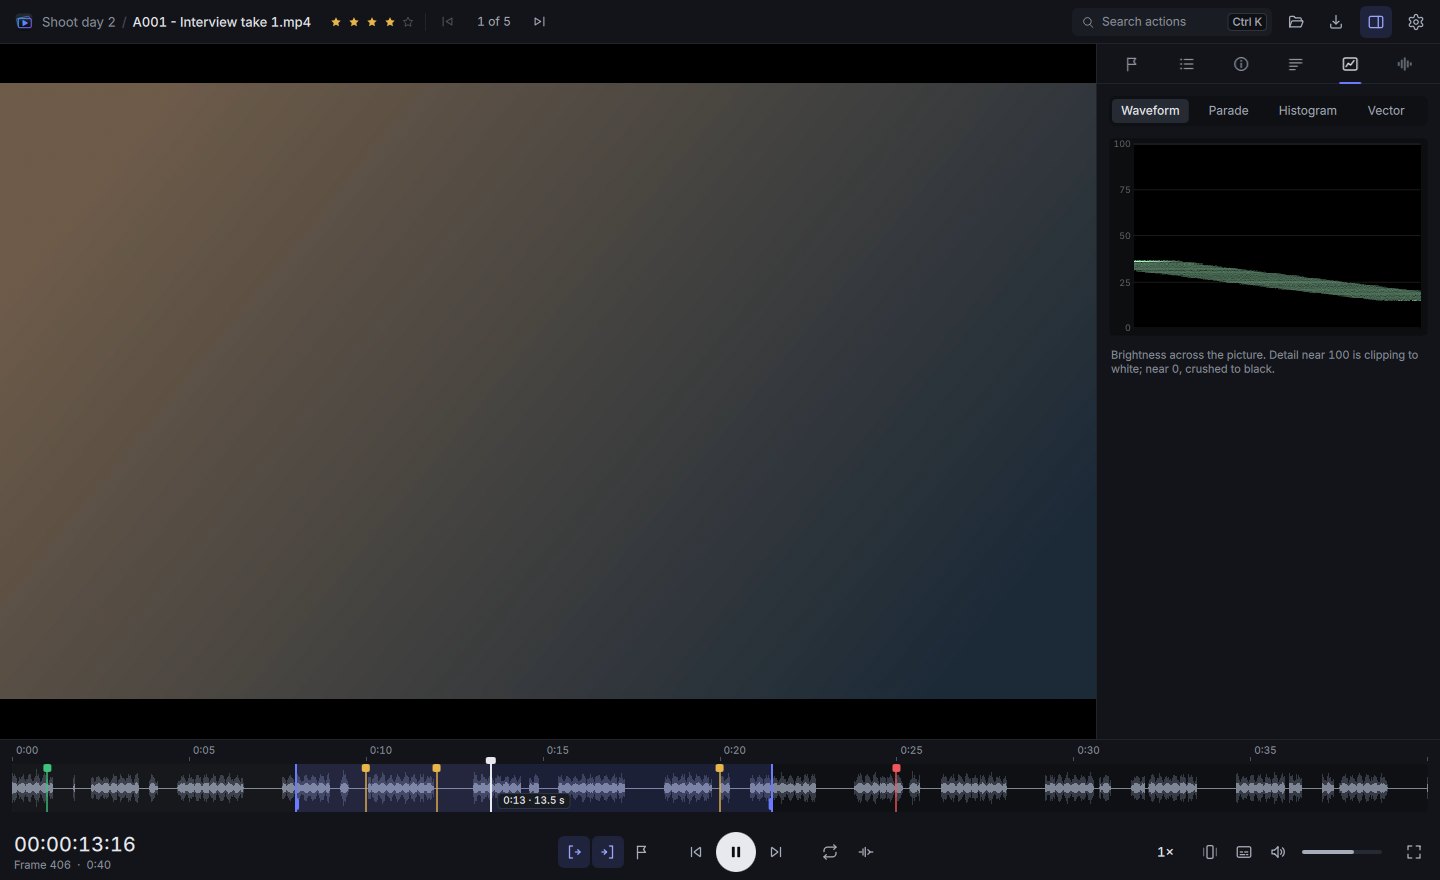 Shoot day 2 / A001 - Interview take 1.mp4
1 of 5
Search actions Ctrl K
Waveform Parade Histogram Vector
100
75
50
25
0
Brightness across the picture. Detail near 100 is clipping to
white; near 0, crushed to black.
0:00 0:05 0:10 0:15 0:20 0:25 0:30 0:35
0:13 · 13.5 s
00:00:13:16
Frame 406 · 0:40
1×